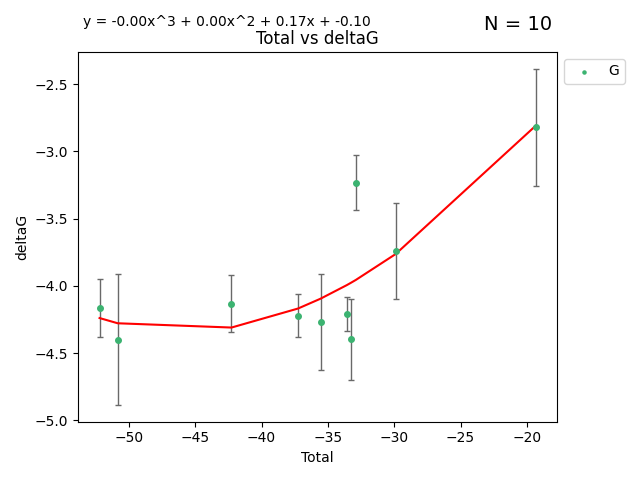 y = -0.00x^3 + 0.00x^2 + 0.17x + -0.10
N = 10
Total vs deltaG
G
deltaG
−2.5
−3.0
−3.5
−4.0
−4.5
−5.0
−50
−45
−40
−35
−30
−25
−20
Total